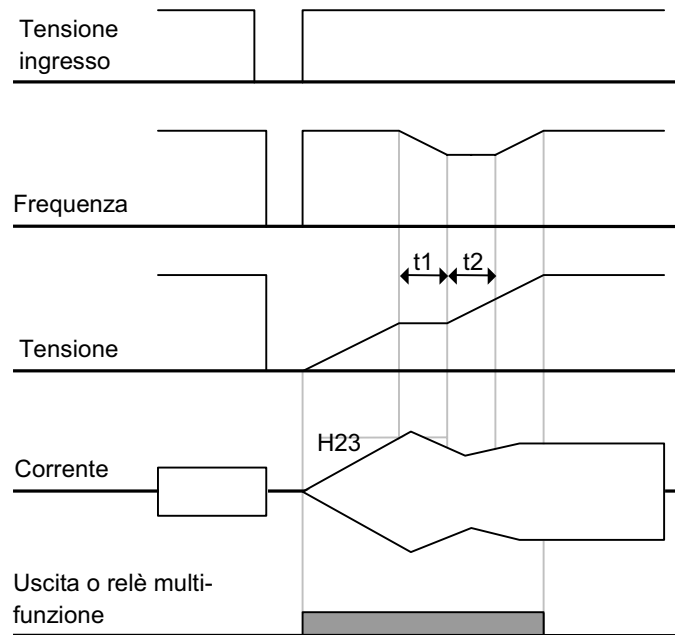 Tensione
ingresso
Frequenza
t1
t2
Tensione
H23
Corrente
Uscita o relè multi-
funzione